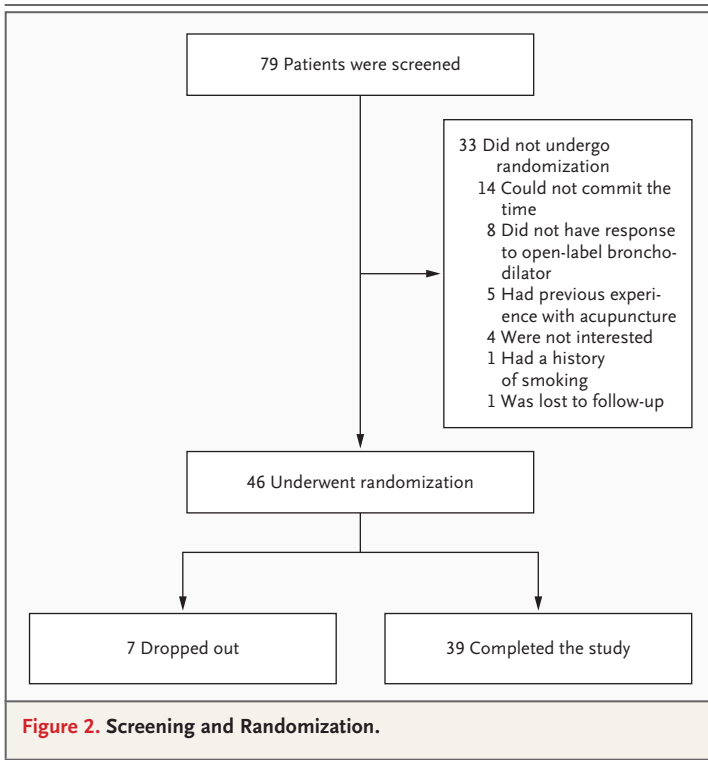 79 Patients were screened
33 Did not undergo
randomization
14 Could not commit the
time
8 Did not have response
to open-label broncho-
dilator
5 Had previous experi-
ence with acupuncture
4 Were not interested
1 Had a history
of smoking
1 Was lost to follow-up
46 Underwent randomization
7 Dropped out
39 Completed the study
Figure 2. Screening and Randomization.